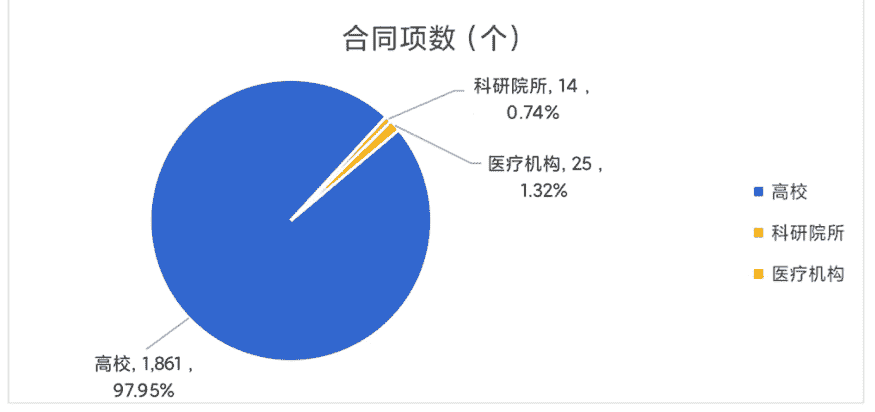 合同项数（个）
科研院所, 14 ,
0.74%
医疗机构, 25 ,
1.32%
高校
科研院所
医疗机构
高校, 1,861 ,
97.95%